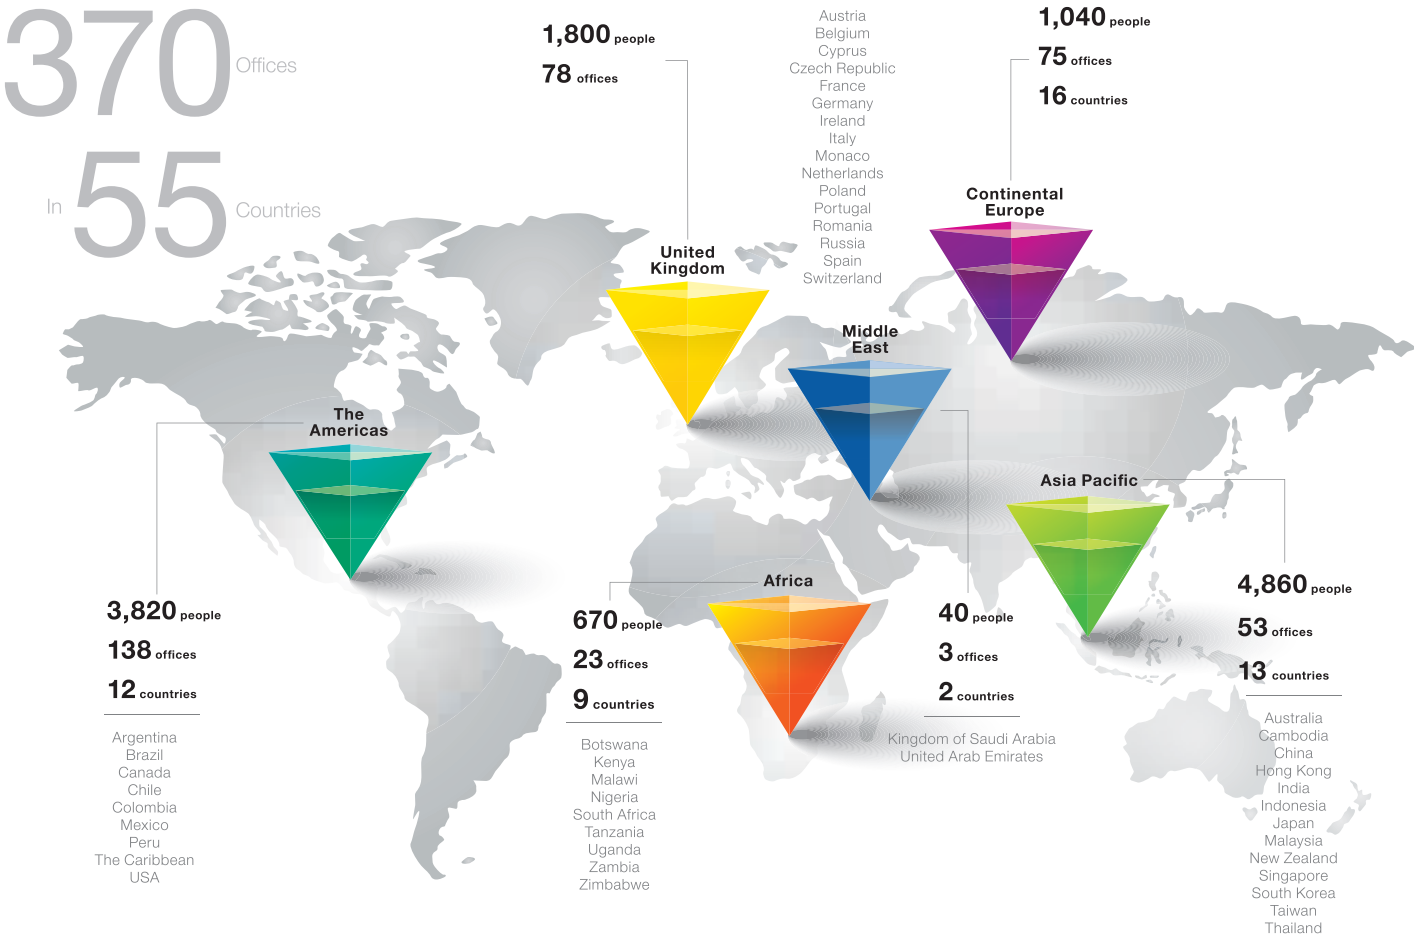 370 Offices
In 55 Countries
1,800 people
78 offices
United
Kingdom
Austria
Belgium
Cyprus
Czech Republic
France
Germany
Ireland
Italy
Monaco
Netherlands
Poland
Portugal
Romania
Russia
Spain
Switzerland
1,040 people
75 offices
16 countries
Continental
Europe
Middle
East
The
Americas
3,820 people
138 offices
12 countries
Argentina
Brazil
Canada
Chile
Colombia
Mexico
Peru
The Caribbean
USA
Africa
670 people
23 offices
9 countries
Botswana
Kenya
Malawi
Nigeria
South Africa
Tanzania
Uganda
Zambia
Zimbabwe
40 people
3 offices
2 countries
Kingdom of Saudi Arabia
United Arab Emirates
Asia Pacific
4,860 people
53 offices
13 countries
Australia
Cambodia
China
Hong Kong
India
Indonesia
Japan
Malaysia
New Zealand
Singapore
South Korea
Taiwan
Thailand